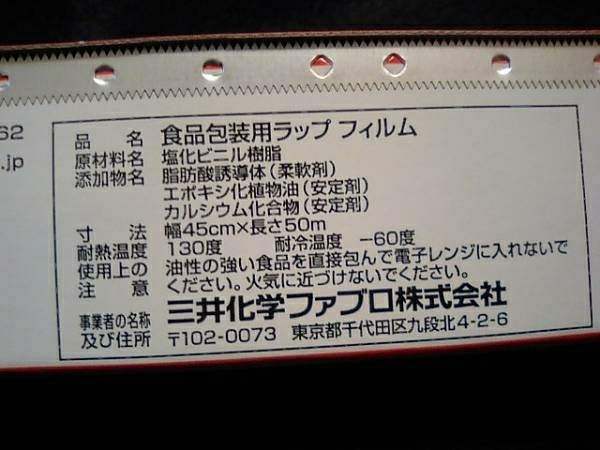 62
.jp
品名 食品包装用ラップ フィルム
原材料名 塩化ビニル樹脂
添加物名 脂肪酸誘導体（柔軟剤）
エポキシ化植物油（安定剤）
カルシウム化合物（安定剤）
寸法 幅45cm×長さ50m
耐熱温度 130度 耐冷温度 −60度
使用上の 油性の強い食品を直接包んで電子レンジに入れないで
注意 ください。火気に近づけないでください。
事業者の名称 三井化学ファブロ株式会社
及び住所 〒102-0073 東京都千代田区九段北4-2-6